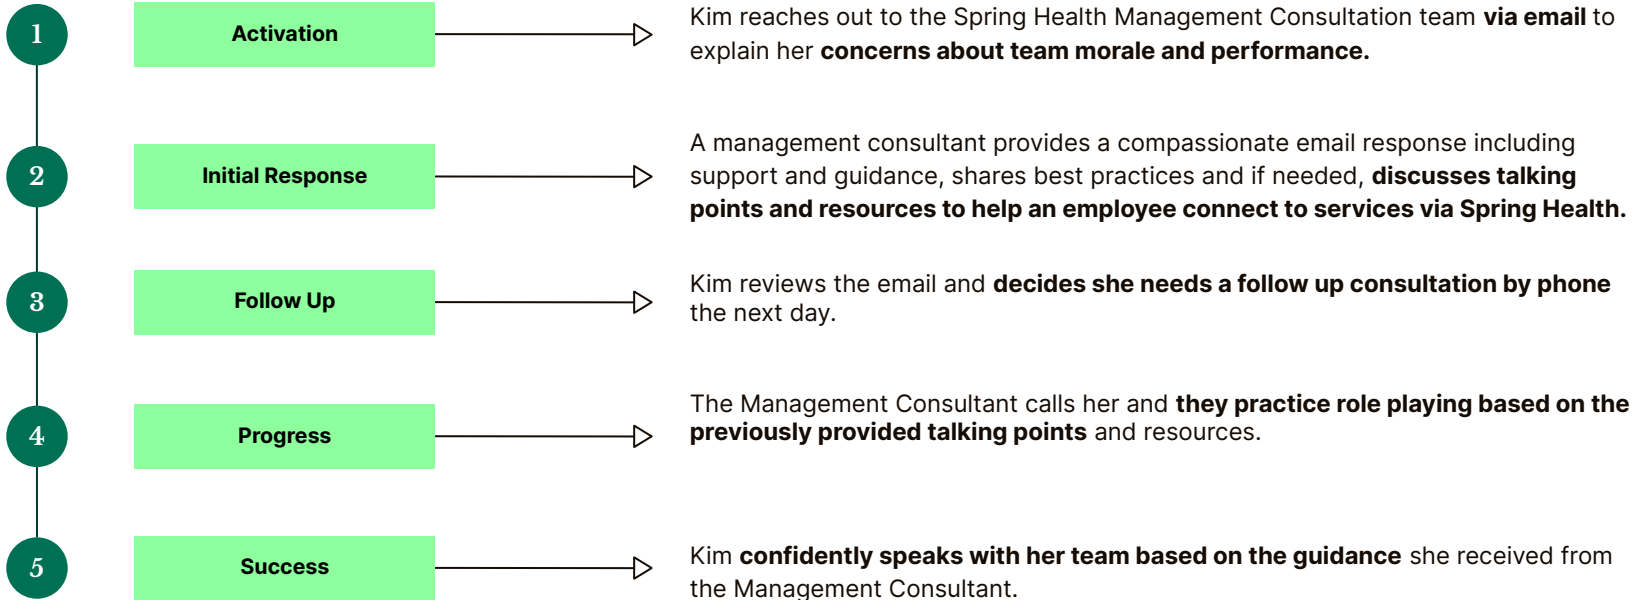 1
Activation
Kim reaches out to the Spring Health Management Consultation team via email to
explain her concerns about team morale and performance.
2
Initial Response
A management consultant provides a compassionate email response including
support and guidance, shares best practices and if needed, discusses talking
points and resources to help an employee connect to services via Spring Health.
3
Follow Up
Kim reviews the email and decides she needs a follow up consultation by phone
the next day.
4
Progress
The Management Consultant calls her and they practice role playing based on the
previously provided talking points and resources.
5
Success
Kim confidently speaks with her team based on the guidance she received from
the Management Consultant.